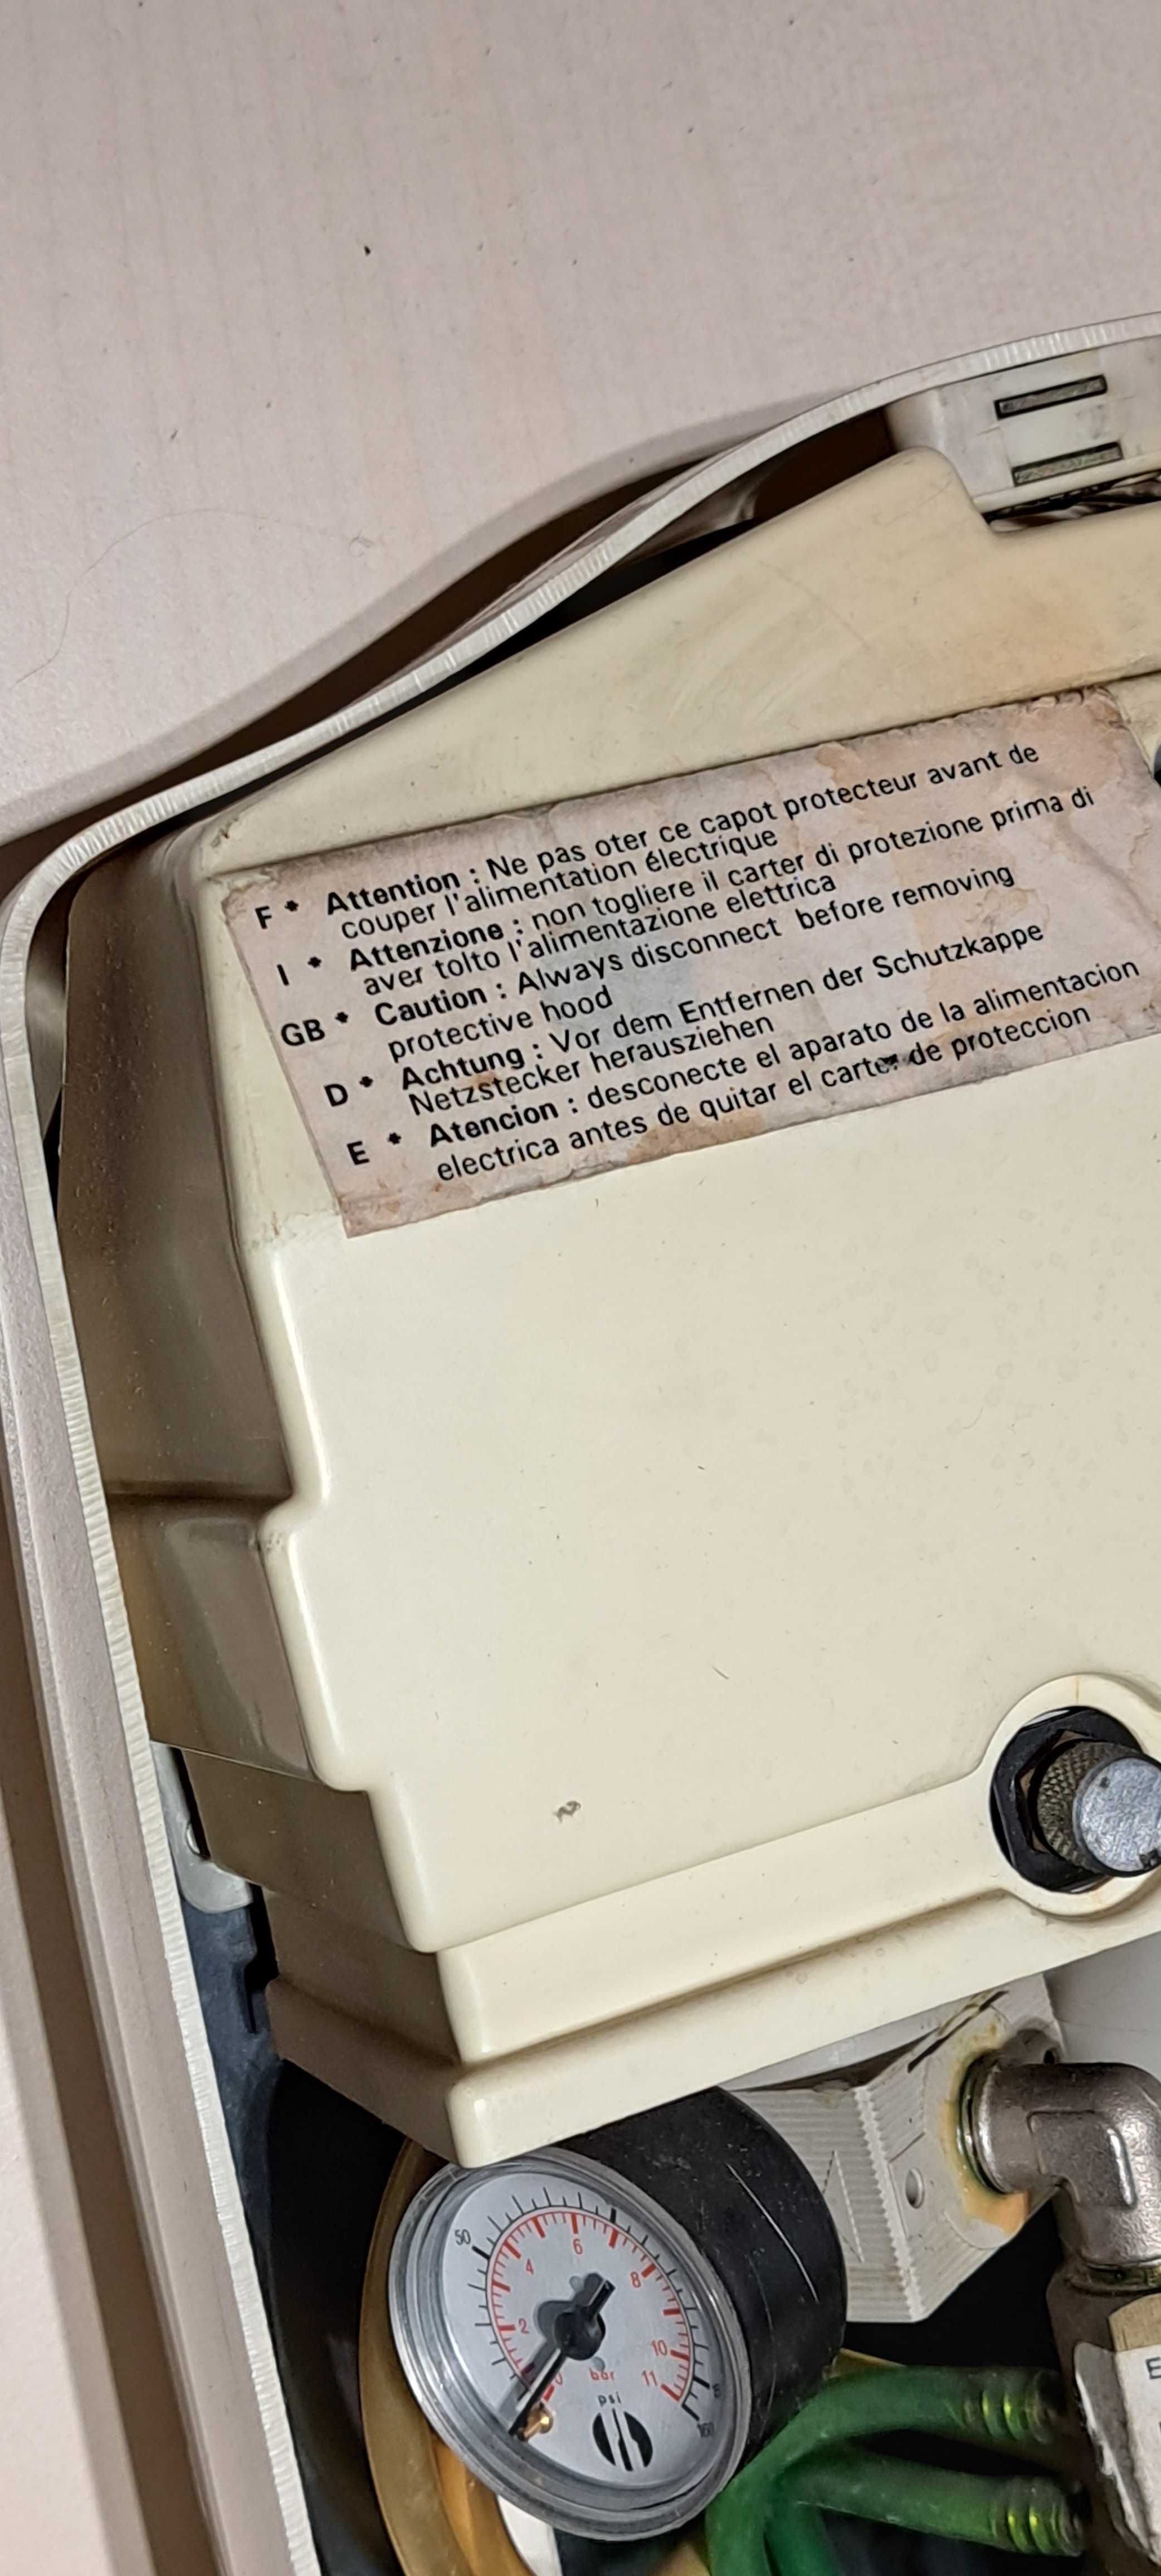 F * Attention : Ne pas oter ce capot protecteur avant de
couper l'alimentation électrique
I * Attenzione : non togliere il carter di protezione prima di
aver tolto l'alimentazione elettrica
GB * Caution : Always disconnect before removing
protective hood
D * Achtung : Vor dem Entfernen der Schutzkappe
Netzstecker herausziehen
E * Atencion : desconecte el aparato de la alimentacion
electrica antes de quitar el carter de proteccion
50
6
4
8
2
10
0 bar 11
psi
160
E